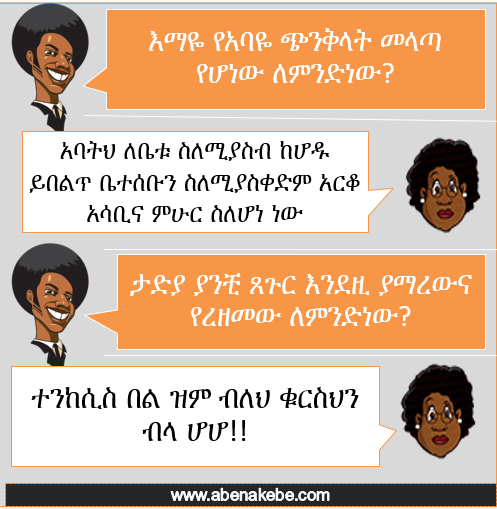 እማዬ የአባዬ ጭንቅላት መላጣ
የሆነው ለምንድነው?
አባትህ ለቤቱ ስለሚያስብ ከሆዱ
ይበልጥ ቤተሰቡን ስለሚያስቀድም አርቆ
አሳቢና ምሁር ስለሆነ ነው
ታድያ ያንቺ ጸጉር እንደዚ ያማረውና
የረዘመው ለምንድነው?
ተንከሲስ በል ዝም ብለህ ቁርስህን
ብላ ሆሆ!!
www.abenakebe.com